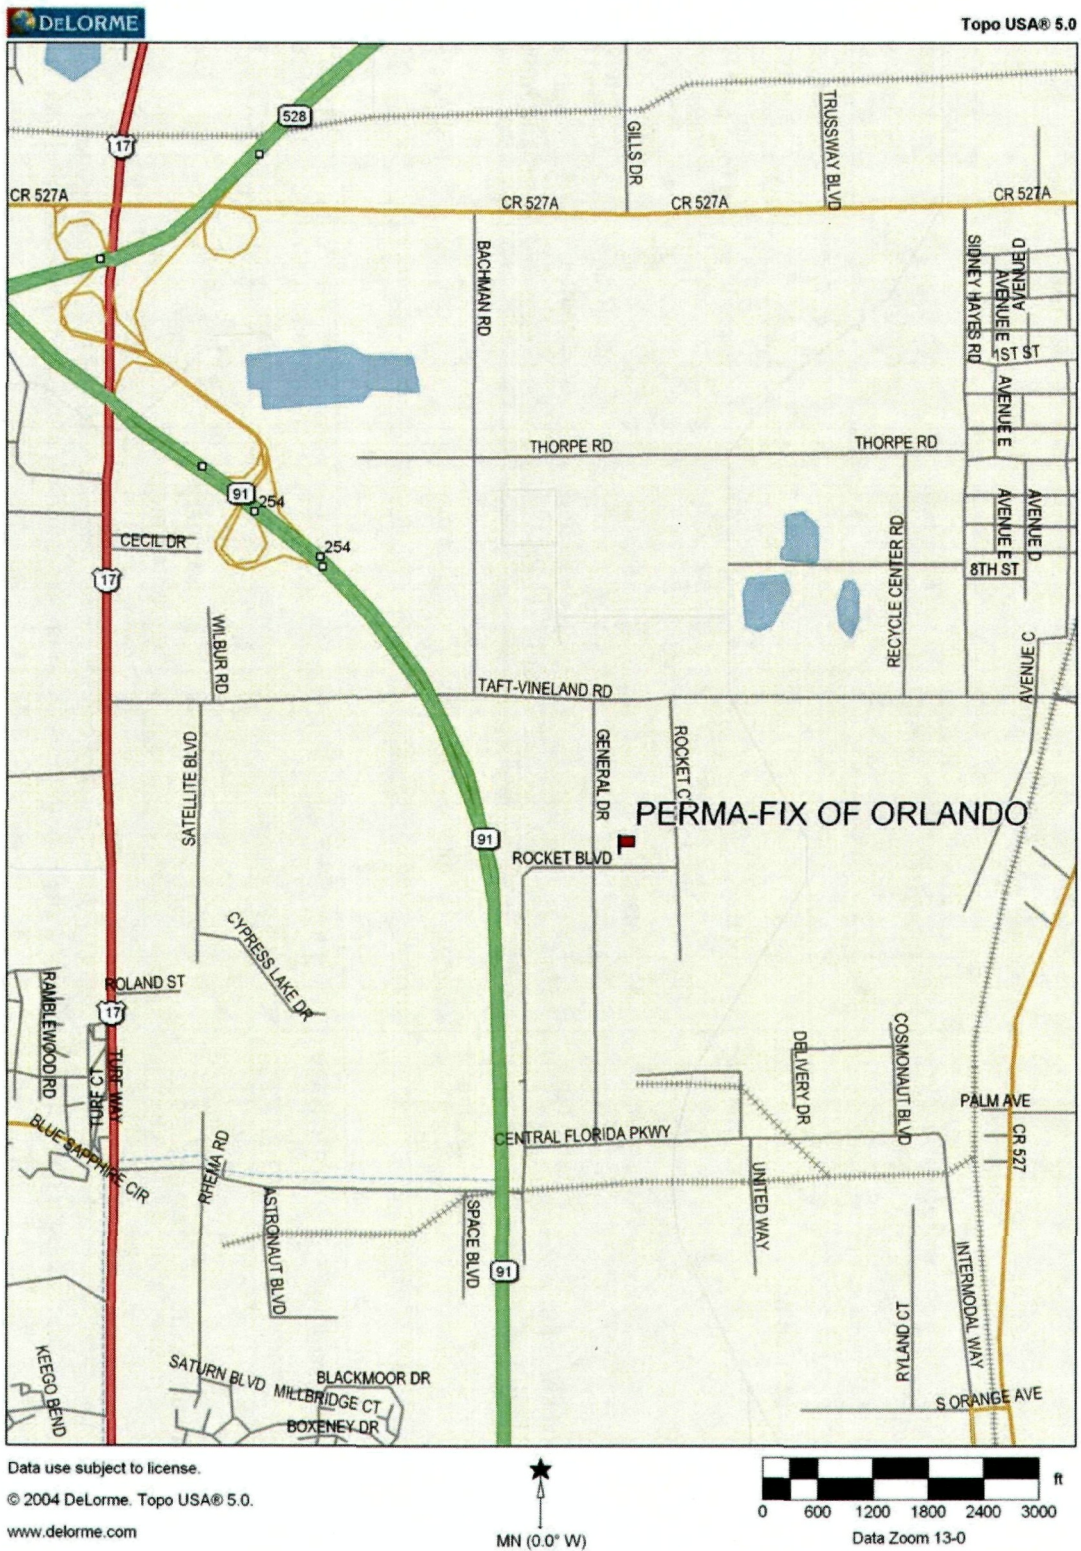 DELORME
Topo USA® 5.0
528
17
GILLS DR
TRUSSWAY BLVD
CR 527A
CR 527A
CR 527A
CR 527A
BACHMAN RD
SIDNEY HAYES RD
AVENUE D
AVENUE E
1ST ST
AVENUE E
THORPE RD
THORPE RD
91
254
254
CECIL DR
17
RECYCLE CENTER RD
AVENUE E
AVENUE D
8TH ST
WILBUR RD
AVENUE C
TAFT-VINELAND RD
SATELLITE BLVD
GENERAL DR
PERMA-FIX OF ORLANDO
91
ROCKET BLVD
CYPRESS LAKE DR
ROLAND ST
RAMBLEWOOD RD
17
TURF WAY
TURF CT
DELIVERY DR
COSMONAUT BLVD
PALM AVE
BLUE SAPPHIRE CIR
CENTRAL FLORIDA PKWY
CR 527
RHEMA RD
ASTRONAUT BLVD
SPACE BLVD
UNITED WAY
91
INTERMODAL WAY
RYLAND CT
KEEGO BEND
SATURN BLVD
MILLBRIDGE CT
BLACKMOOR DR
BOXENEY DR
S ORANGE AVE
Data use subject to license.
© 2004 DeLorme. Topo USA® 5.0.
www.delorme.com
MN (0.0° W)
ft
0 600 1200 1800 2400 3000
Data Zoom 13-0